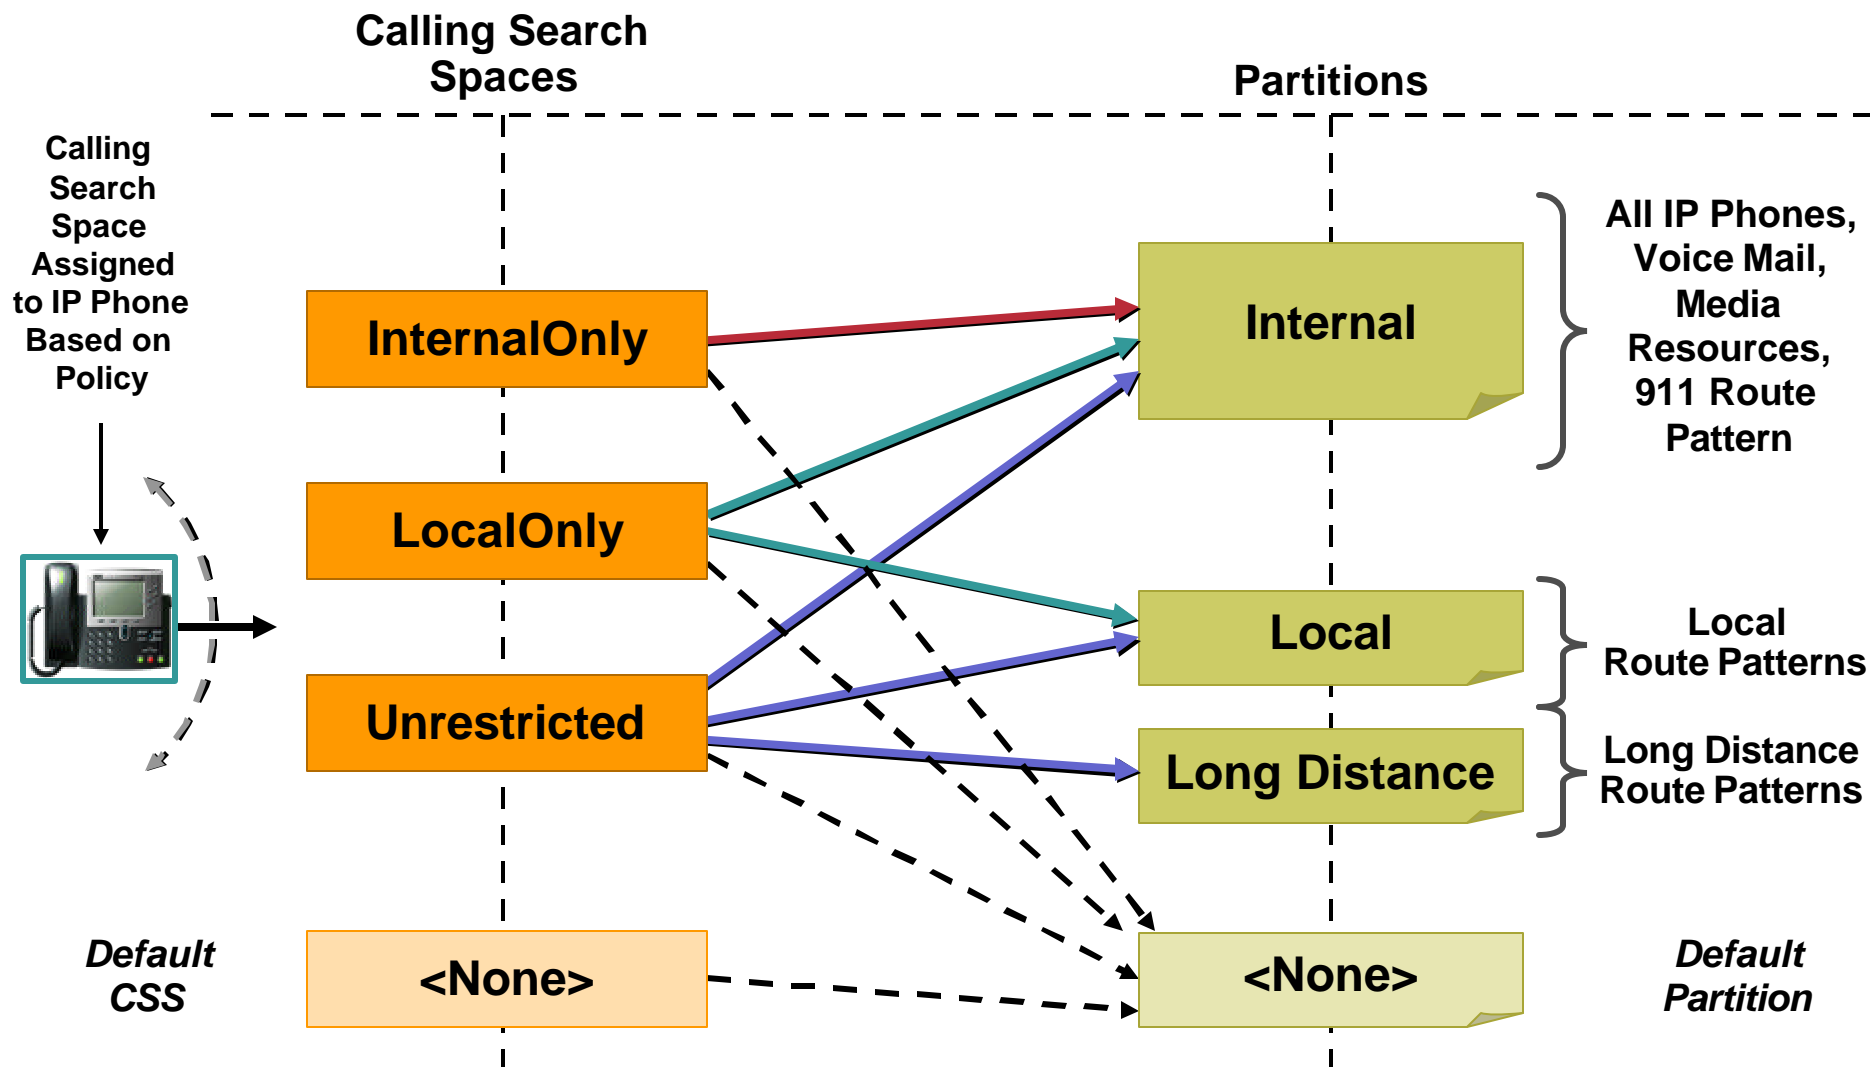 Calling Search
Spaces
Partitions
Calling
Search
Space
Assigned
to IP Phone
Based on
Policy
InternalOnly
LocalOnly
Unrestricted
<None>
Default
CSS
Internal
Local
Long Distance
<None>
All IP Phones,
Voice Mail,
Media
Resources,
911 Route
Pattern
Local
Route Patterns
Long Distance
Route Patterns
Default
Partition